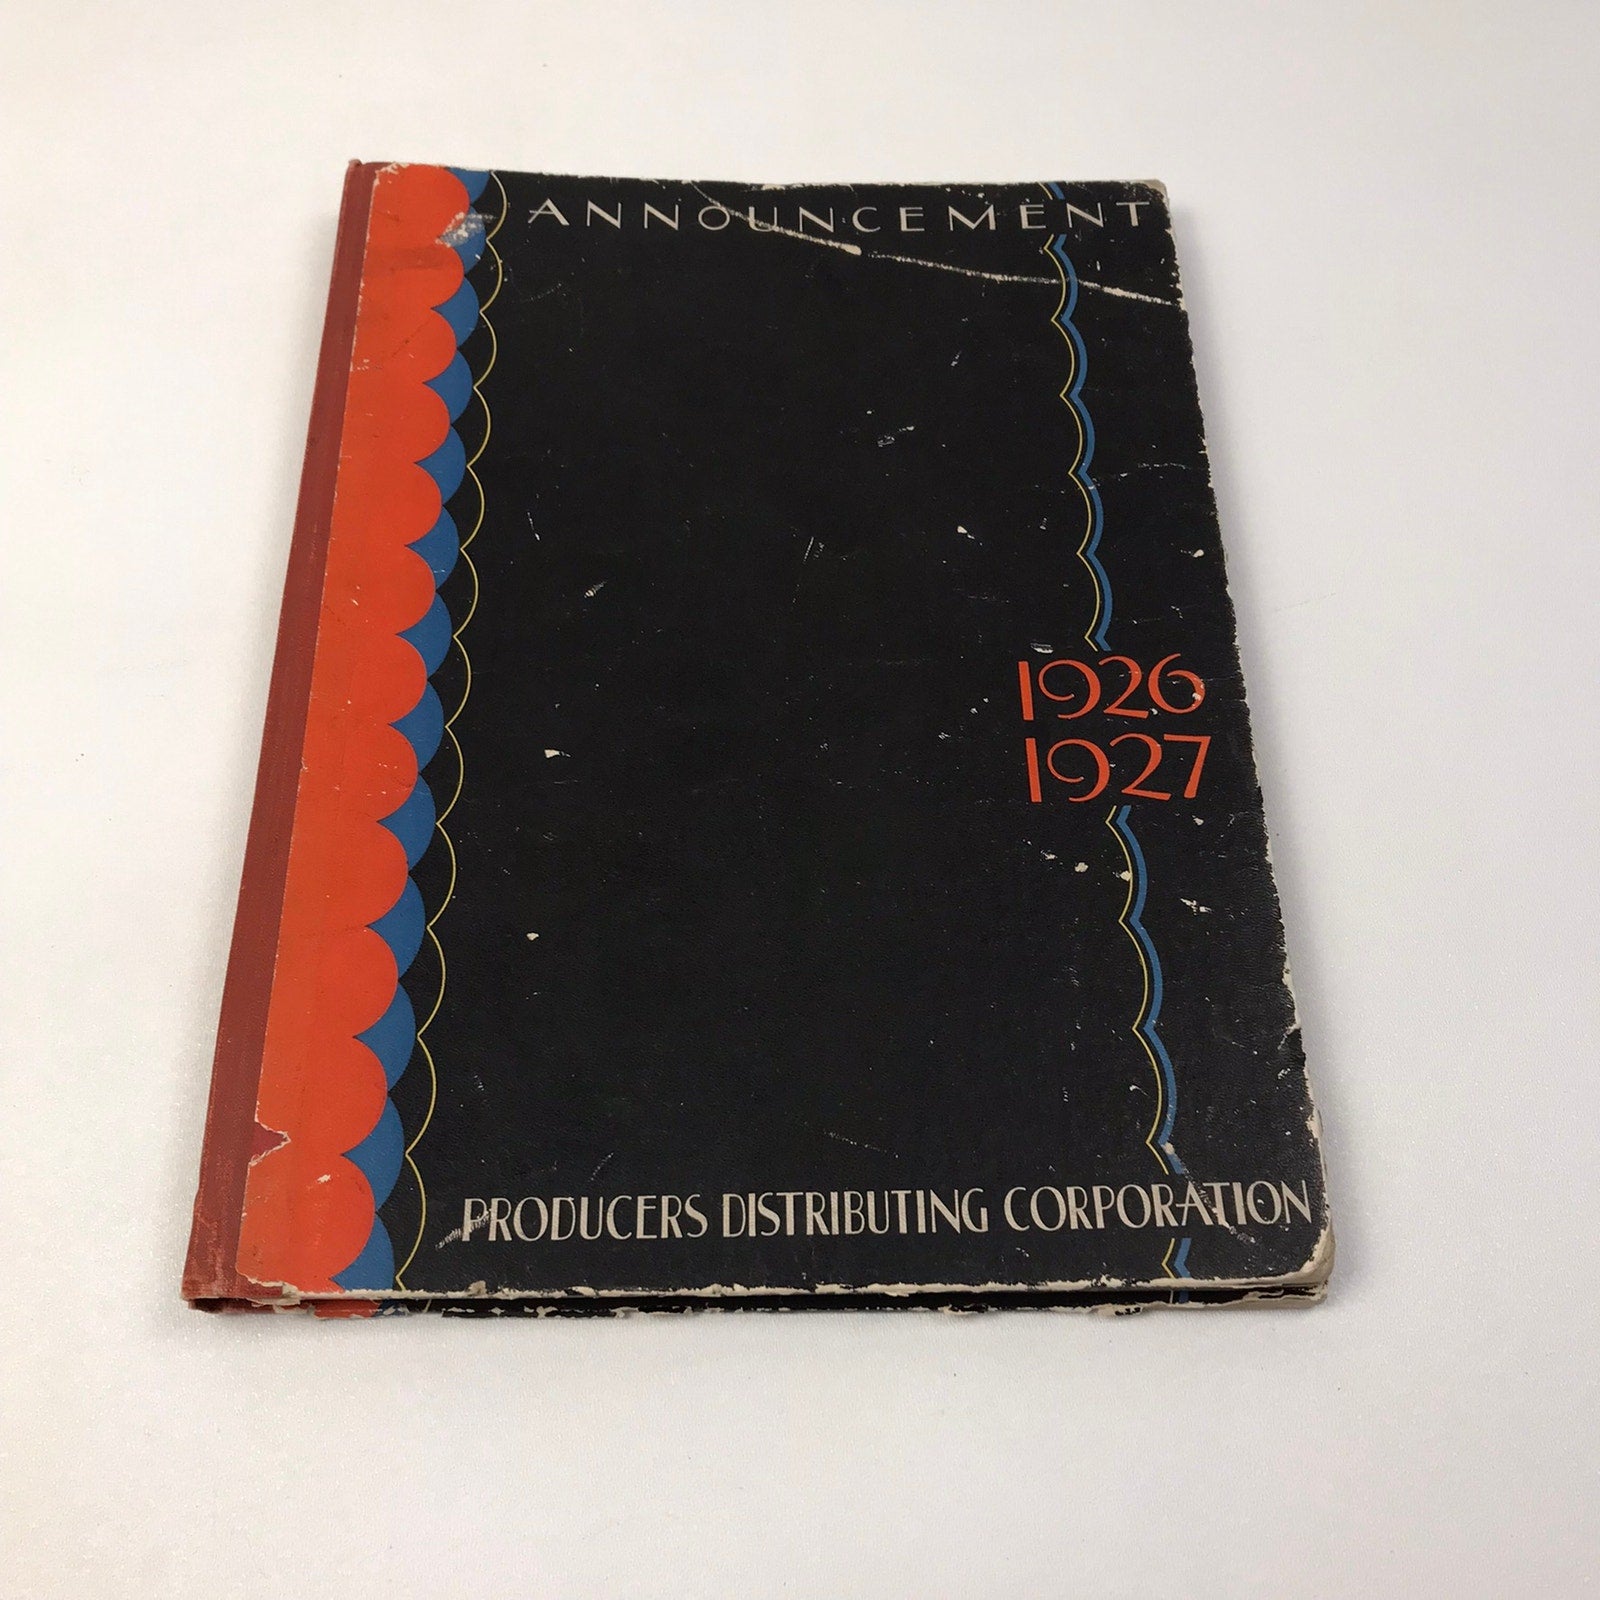 ANNOUNCEMENT
1926
1927
PRODUCERS DISTRIBUTING CORPORATION